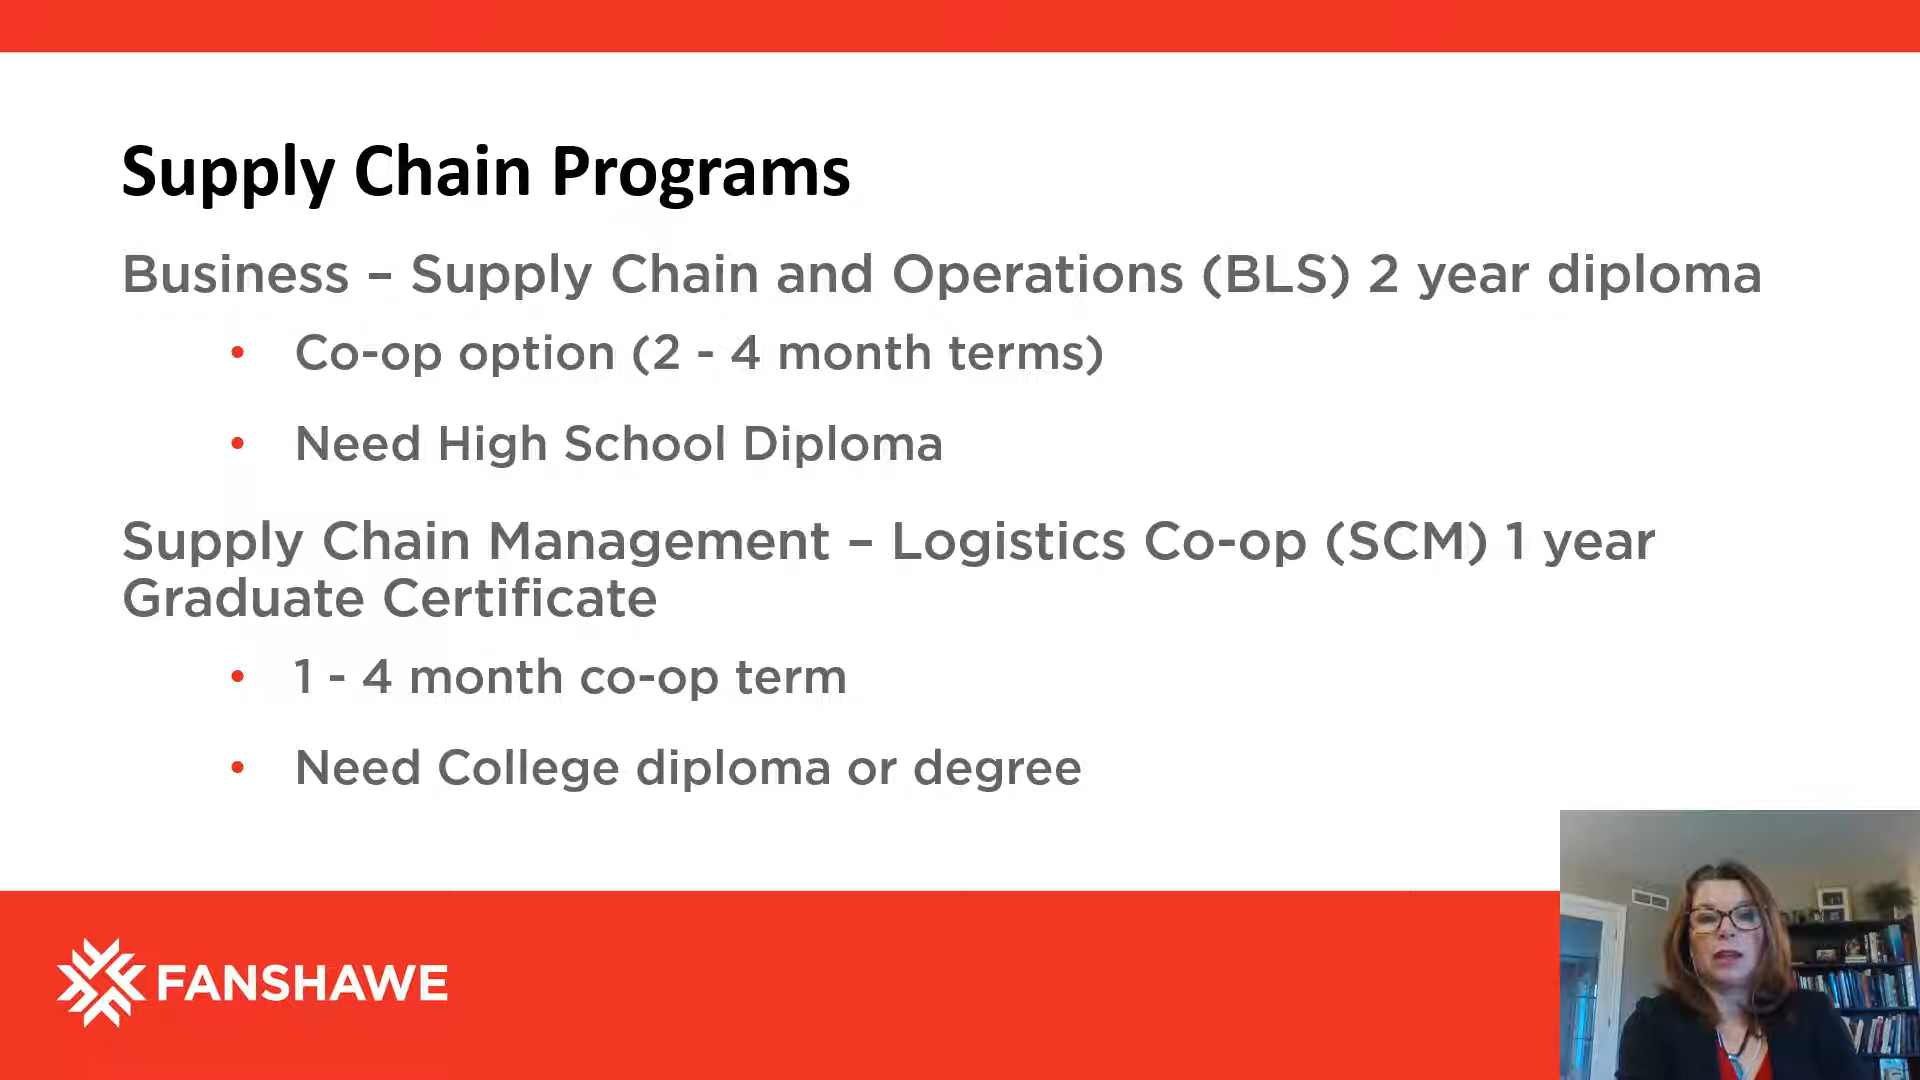 Supply Chain Programs
Business – Supply Chain and Operations (BLS) 2 year diploma
• Co-op option (2 - 4 month terms)
• Need High School Diploma
Supply Chain Management – Logistics Co-op (SCM) 1 year
Graduate Certificate
• 1 - 4 month co-op term
• Need College diploma or degree
FANSHAWE